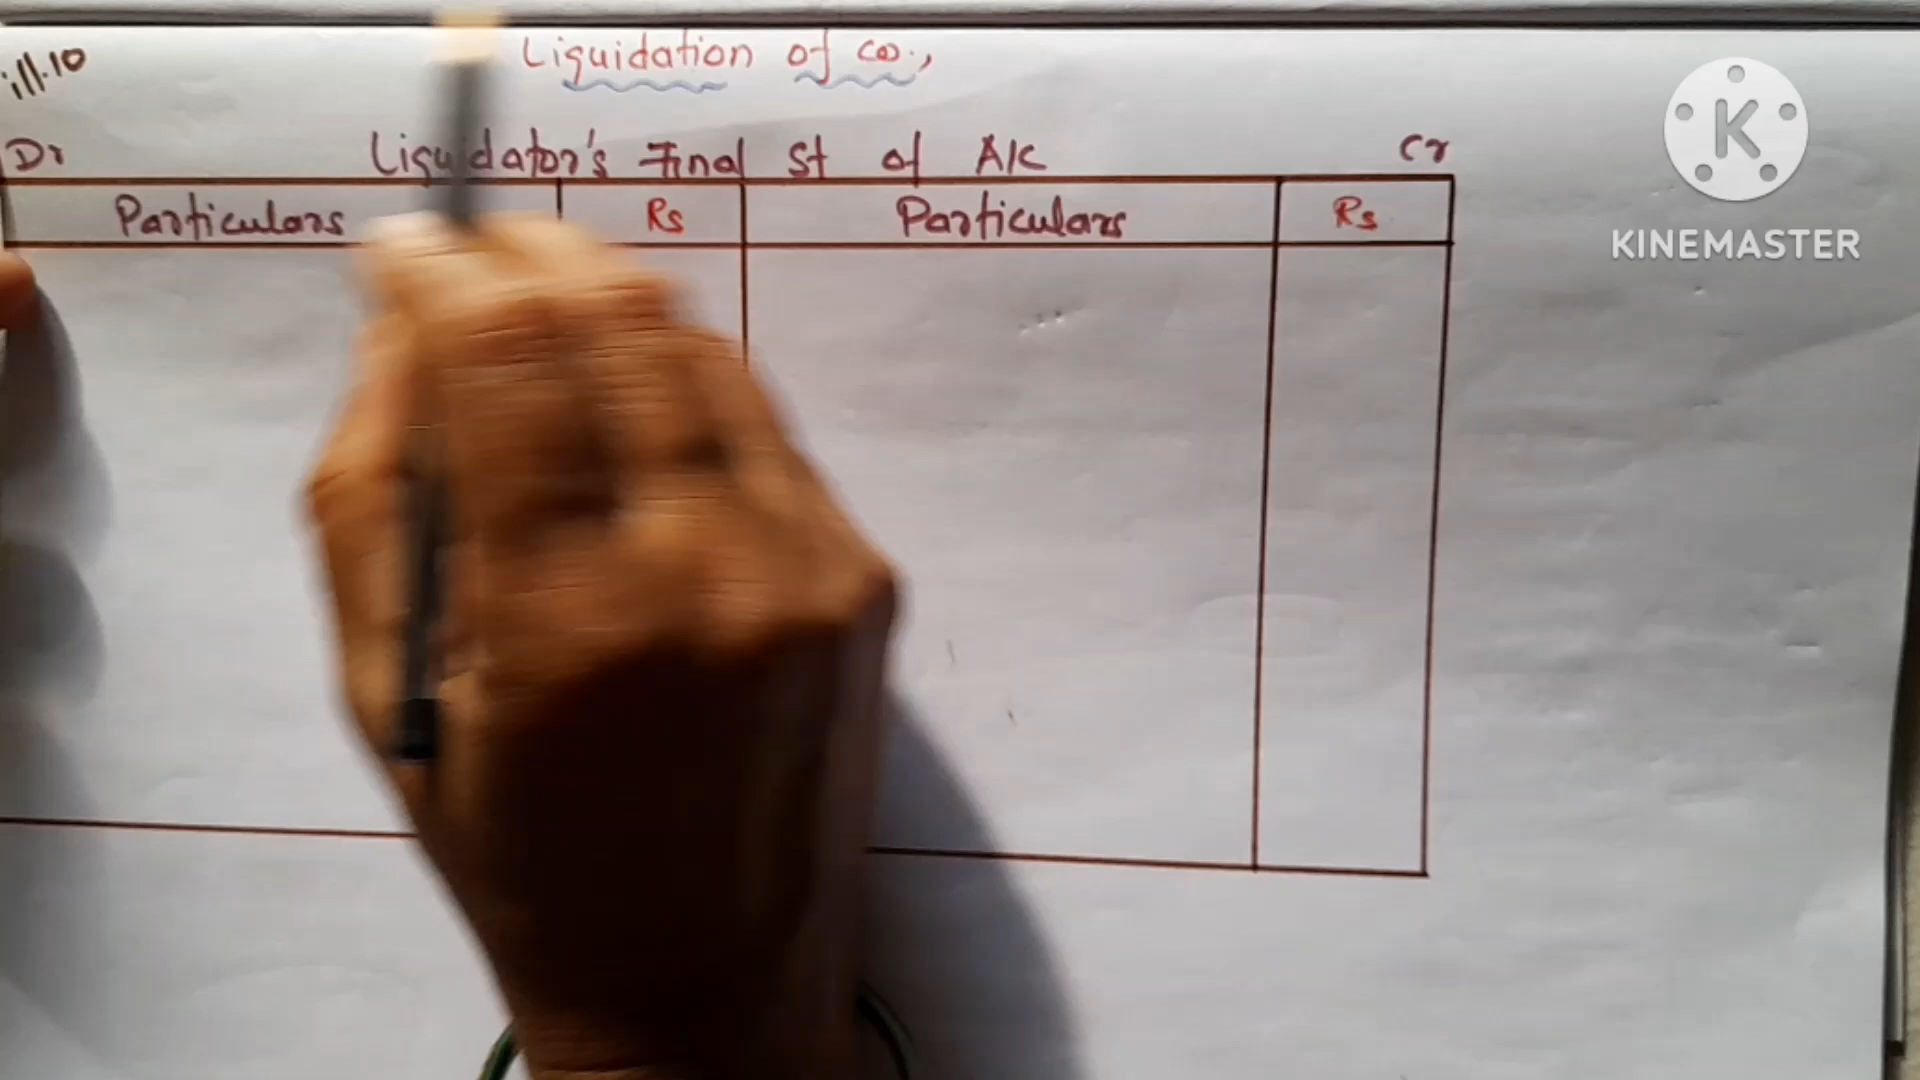 ill.10
Liquidation of co.,
Dr Liquidator's Final St of A/c Cr
Particulars Rs Particulars Rs
K
KINEMASTER